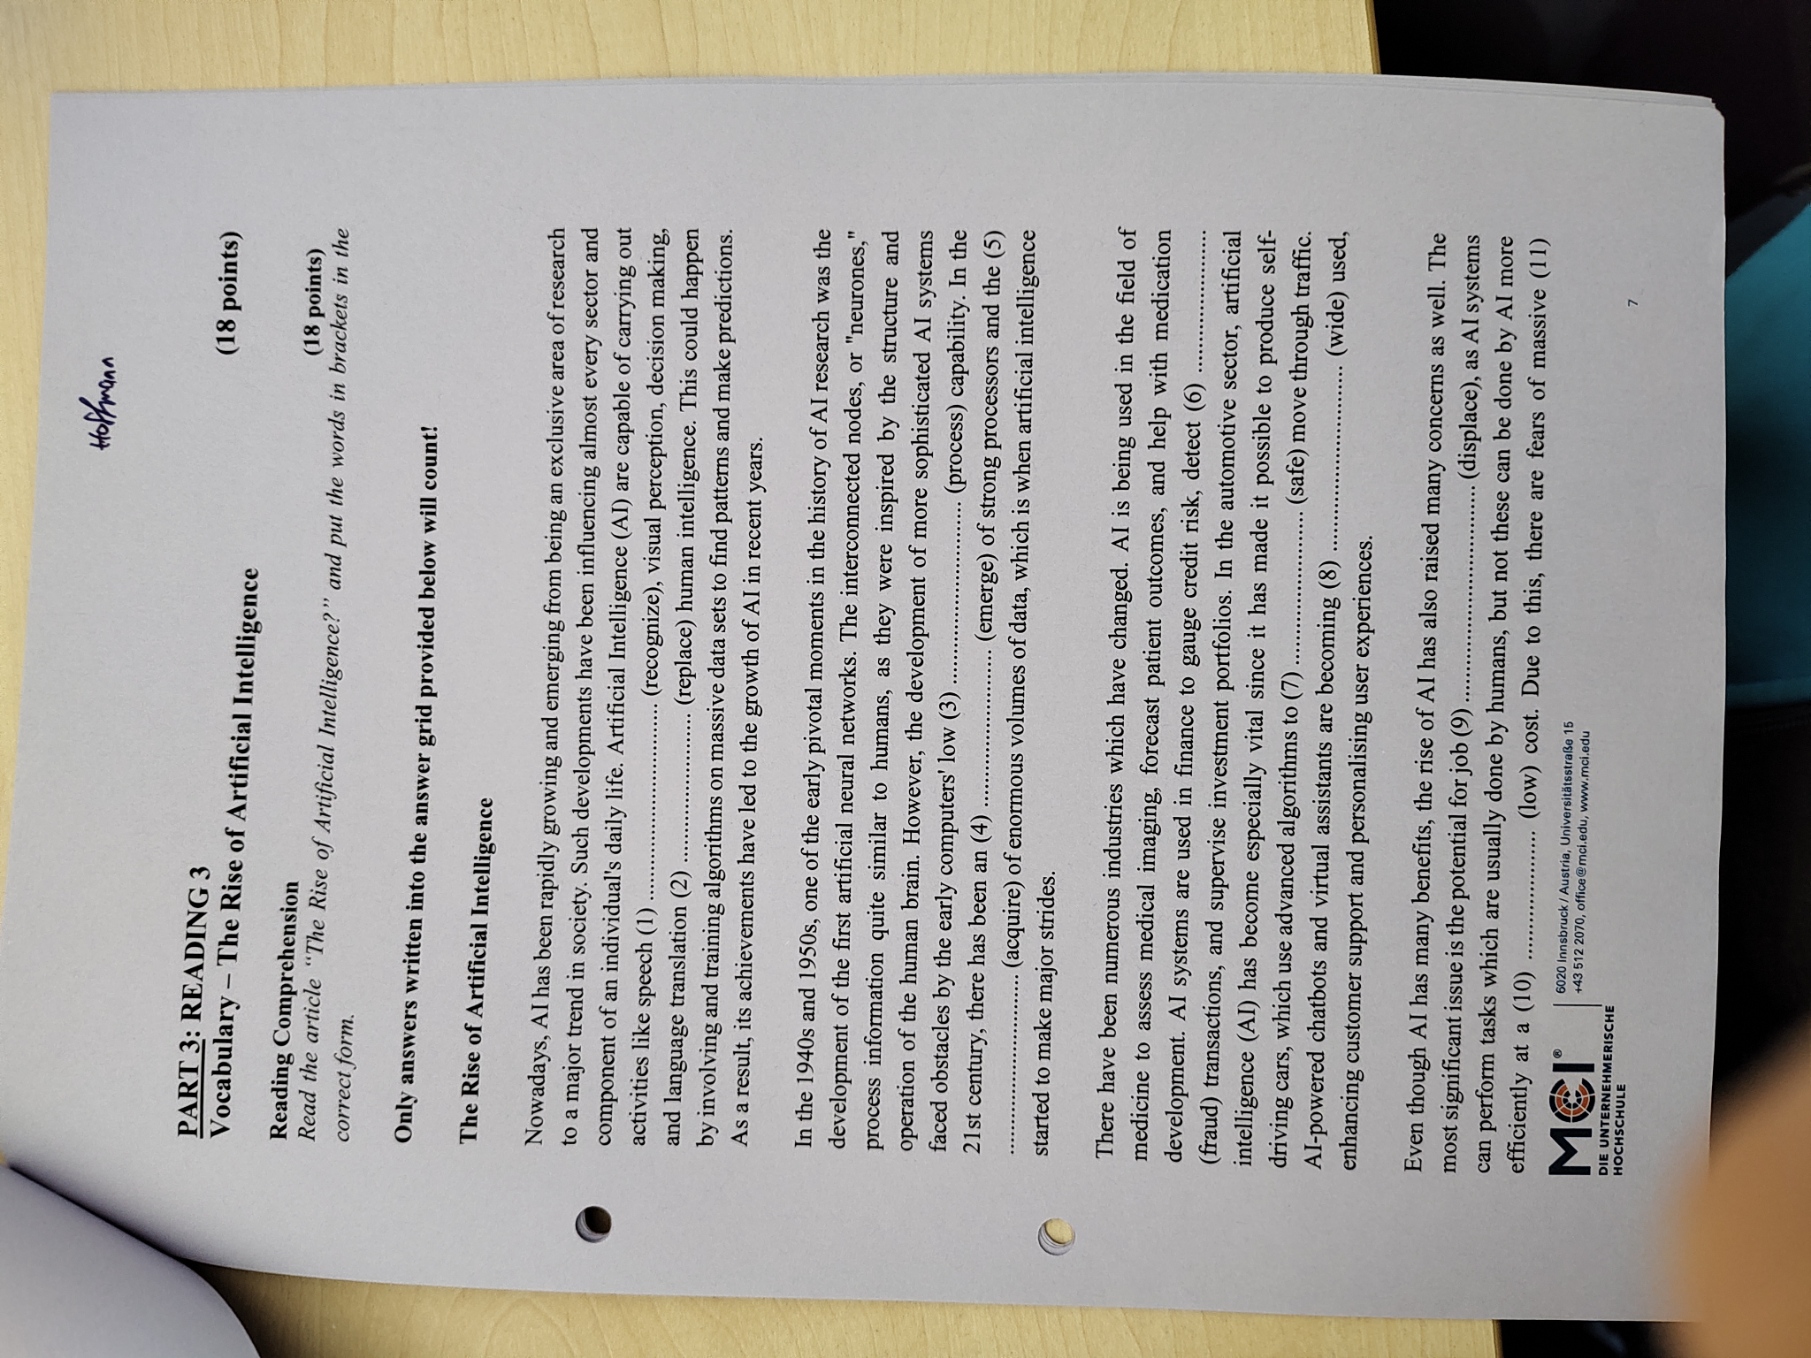 Hoffmann
PART 3: READING 3
Vocabulary – The Rise of Artificial Intelligence (18 points)
Reading Comprehension (18 points)
Read the article “The Rise of Artificial Intelligence?” and put the words in brackets in the
correct form.
Only answers written into the answer grid provided below will count!
The Rise of Artificial Intelligence
Nowadays, AI has been rapidly growing and emerging from being an exclusive area of research
to a major trend in society. Such developments have been influencing almost every sector and
component of an individual's daily life. Artificial Intelligence (AI) are capable of carrying out
activities like speech (1) .................................. (recognize), visual perception, decision making,
and language translation (2) .......................... (replace) human intelligence. This could happen
by involving and training algorithms on massive data sets to find patterns and make predictions.
As a result, its achievements have led to the growth of AI in recent years.
In the 1940s and 1950s, one of the early pivotal moments in the history of AI research was the
development of the first artificial neural networks. The interconnected nodes, or "neurones,"
process information quite similar to humans, as they were inspired by the structure and
operation of the human brain. However, the development of more sophisticated AI systems
faced obstacles by the early computers' low (3) ................................ (process) capability. In the
21st century, there has been an (4) ........................... (emerge) of strong processors and the (5)
............................... (acquire) of enormous volumes of data, which is when artificial intelligence
started to make major strides.
There have been numerous industries which have changed. AI is being used in the field of
medicine to assess medical imaging, forecast patient outcomes, and help with medication
development. AI systems are used in finance to gauge credit risk, detect (6) .........................
(fraud) transactions, and supervise investment portfolios. In the automotive sector, artificial
intelligence (AI) has become especially vital since it has made it possible to produce self-
driving cars, which use advanced algorithms to (7) ........................... (safe) move through traffic.
AI-powered chatbots and virtual assistants are becoming (8) ................................ (wide) used,
enhancing customer support and personalising user experiences.
Even though AI has many benefits, the rise of AI has also raised many concerns as well. The
most significant issue is the potential for job (9) ...................................... (displace), as AI systems
can perform tasks which are usually done by humans, but not these can be done by AI more
efficiently at a (10) ...................... (low) cost. Due to this, there are fears of massive (11)
MCI®
DIE UNTERNEHMERISCHE
HOCHSCHULE
6020 Innsbruck / Austria, Universitätsstraße 15
+43 512 2070, office@mci.edu, www.mci.edu
7